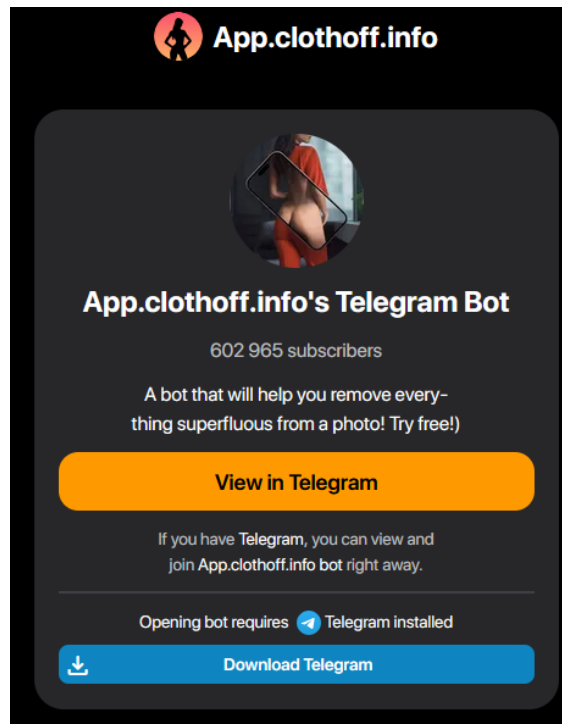 App.clothoff.info
App.clothoff.info's Telegram Bot
602 965 subscribers
A bot that will help you remove every-
thing superfluous from a photo! Try free!)
View in Telegram
If you have Telegram, you can view and
join App.clothoff.info bot right away.
Opening bot requires Telegram installed
Download Telegram